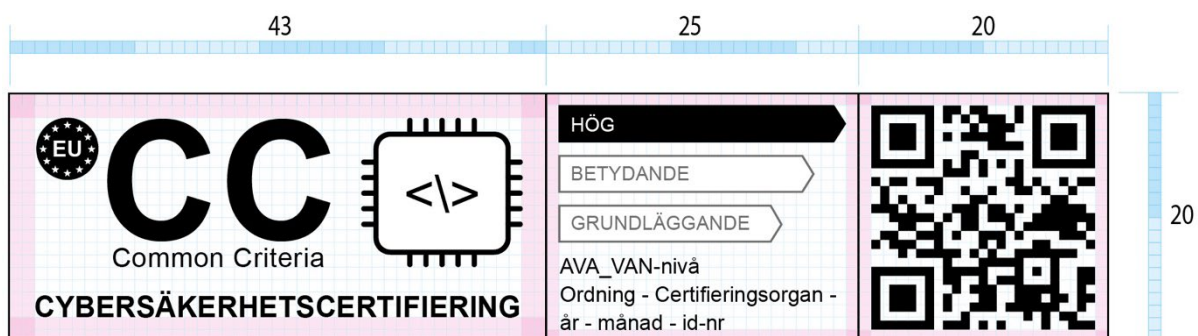 43
25
20
EU
CC
Common Criteria
<\>
CYBERSÄKERHETSCERTIFIERING
HÖG
BETYDANDE
GRUNDLÄGGANDE
AVA_VAN-nivå
Ordning - Certifieringsorgan -
år - månad - id-nr
20